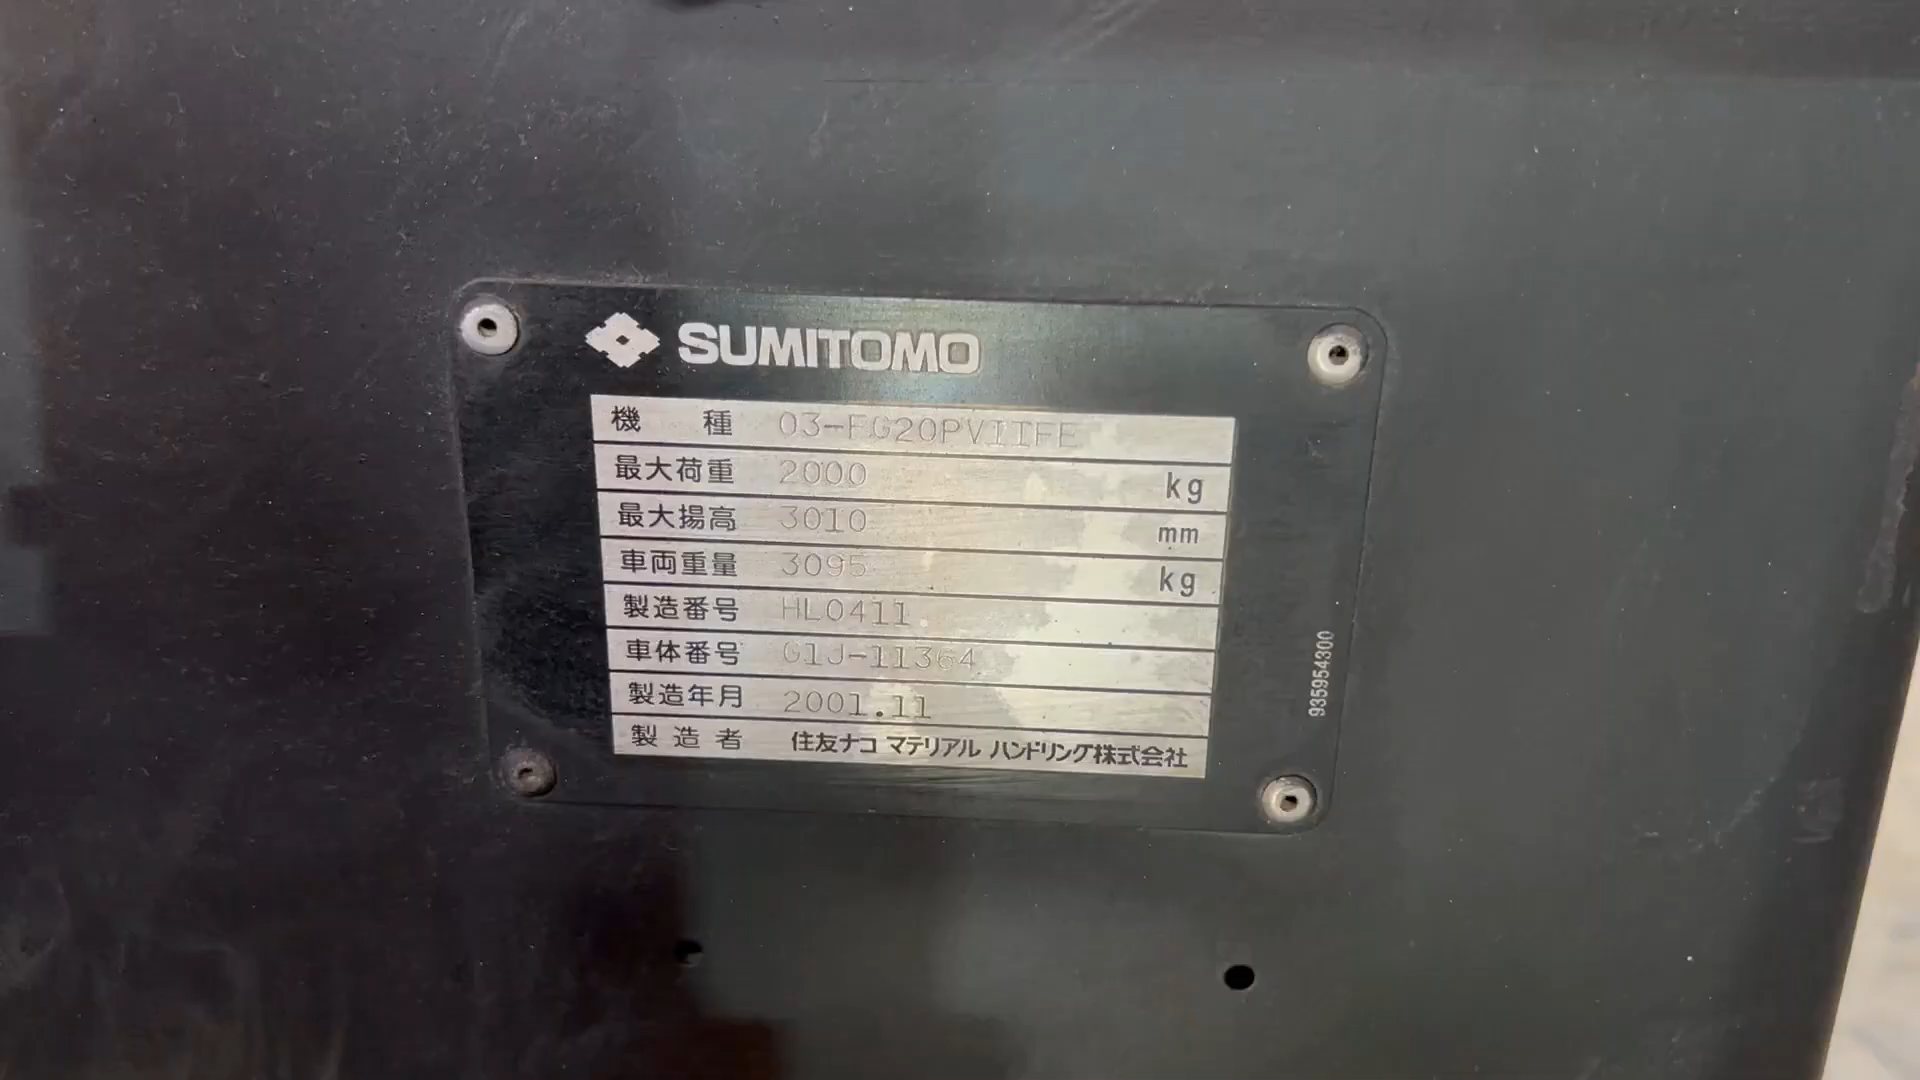 SUMITOMO
機 種 03-FG20PVIIFE
最大荷重 2000 kg
最大揚高 3010 mm
車両重量 3095 kg
製造番号 HL0411
車体番号 G1J-11364
製造年月 2001.11
製造者 住友ナコ マテリアル ハンドリング株式会社
935954300